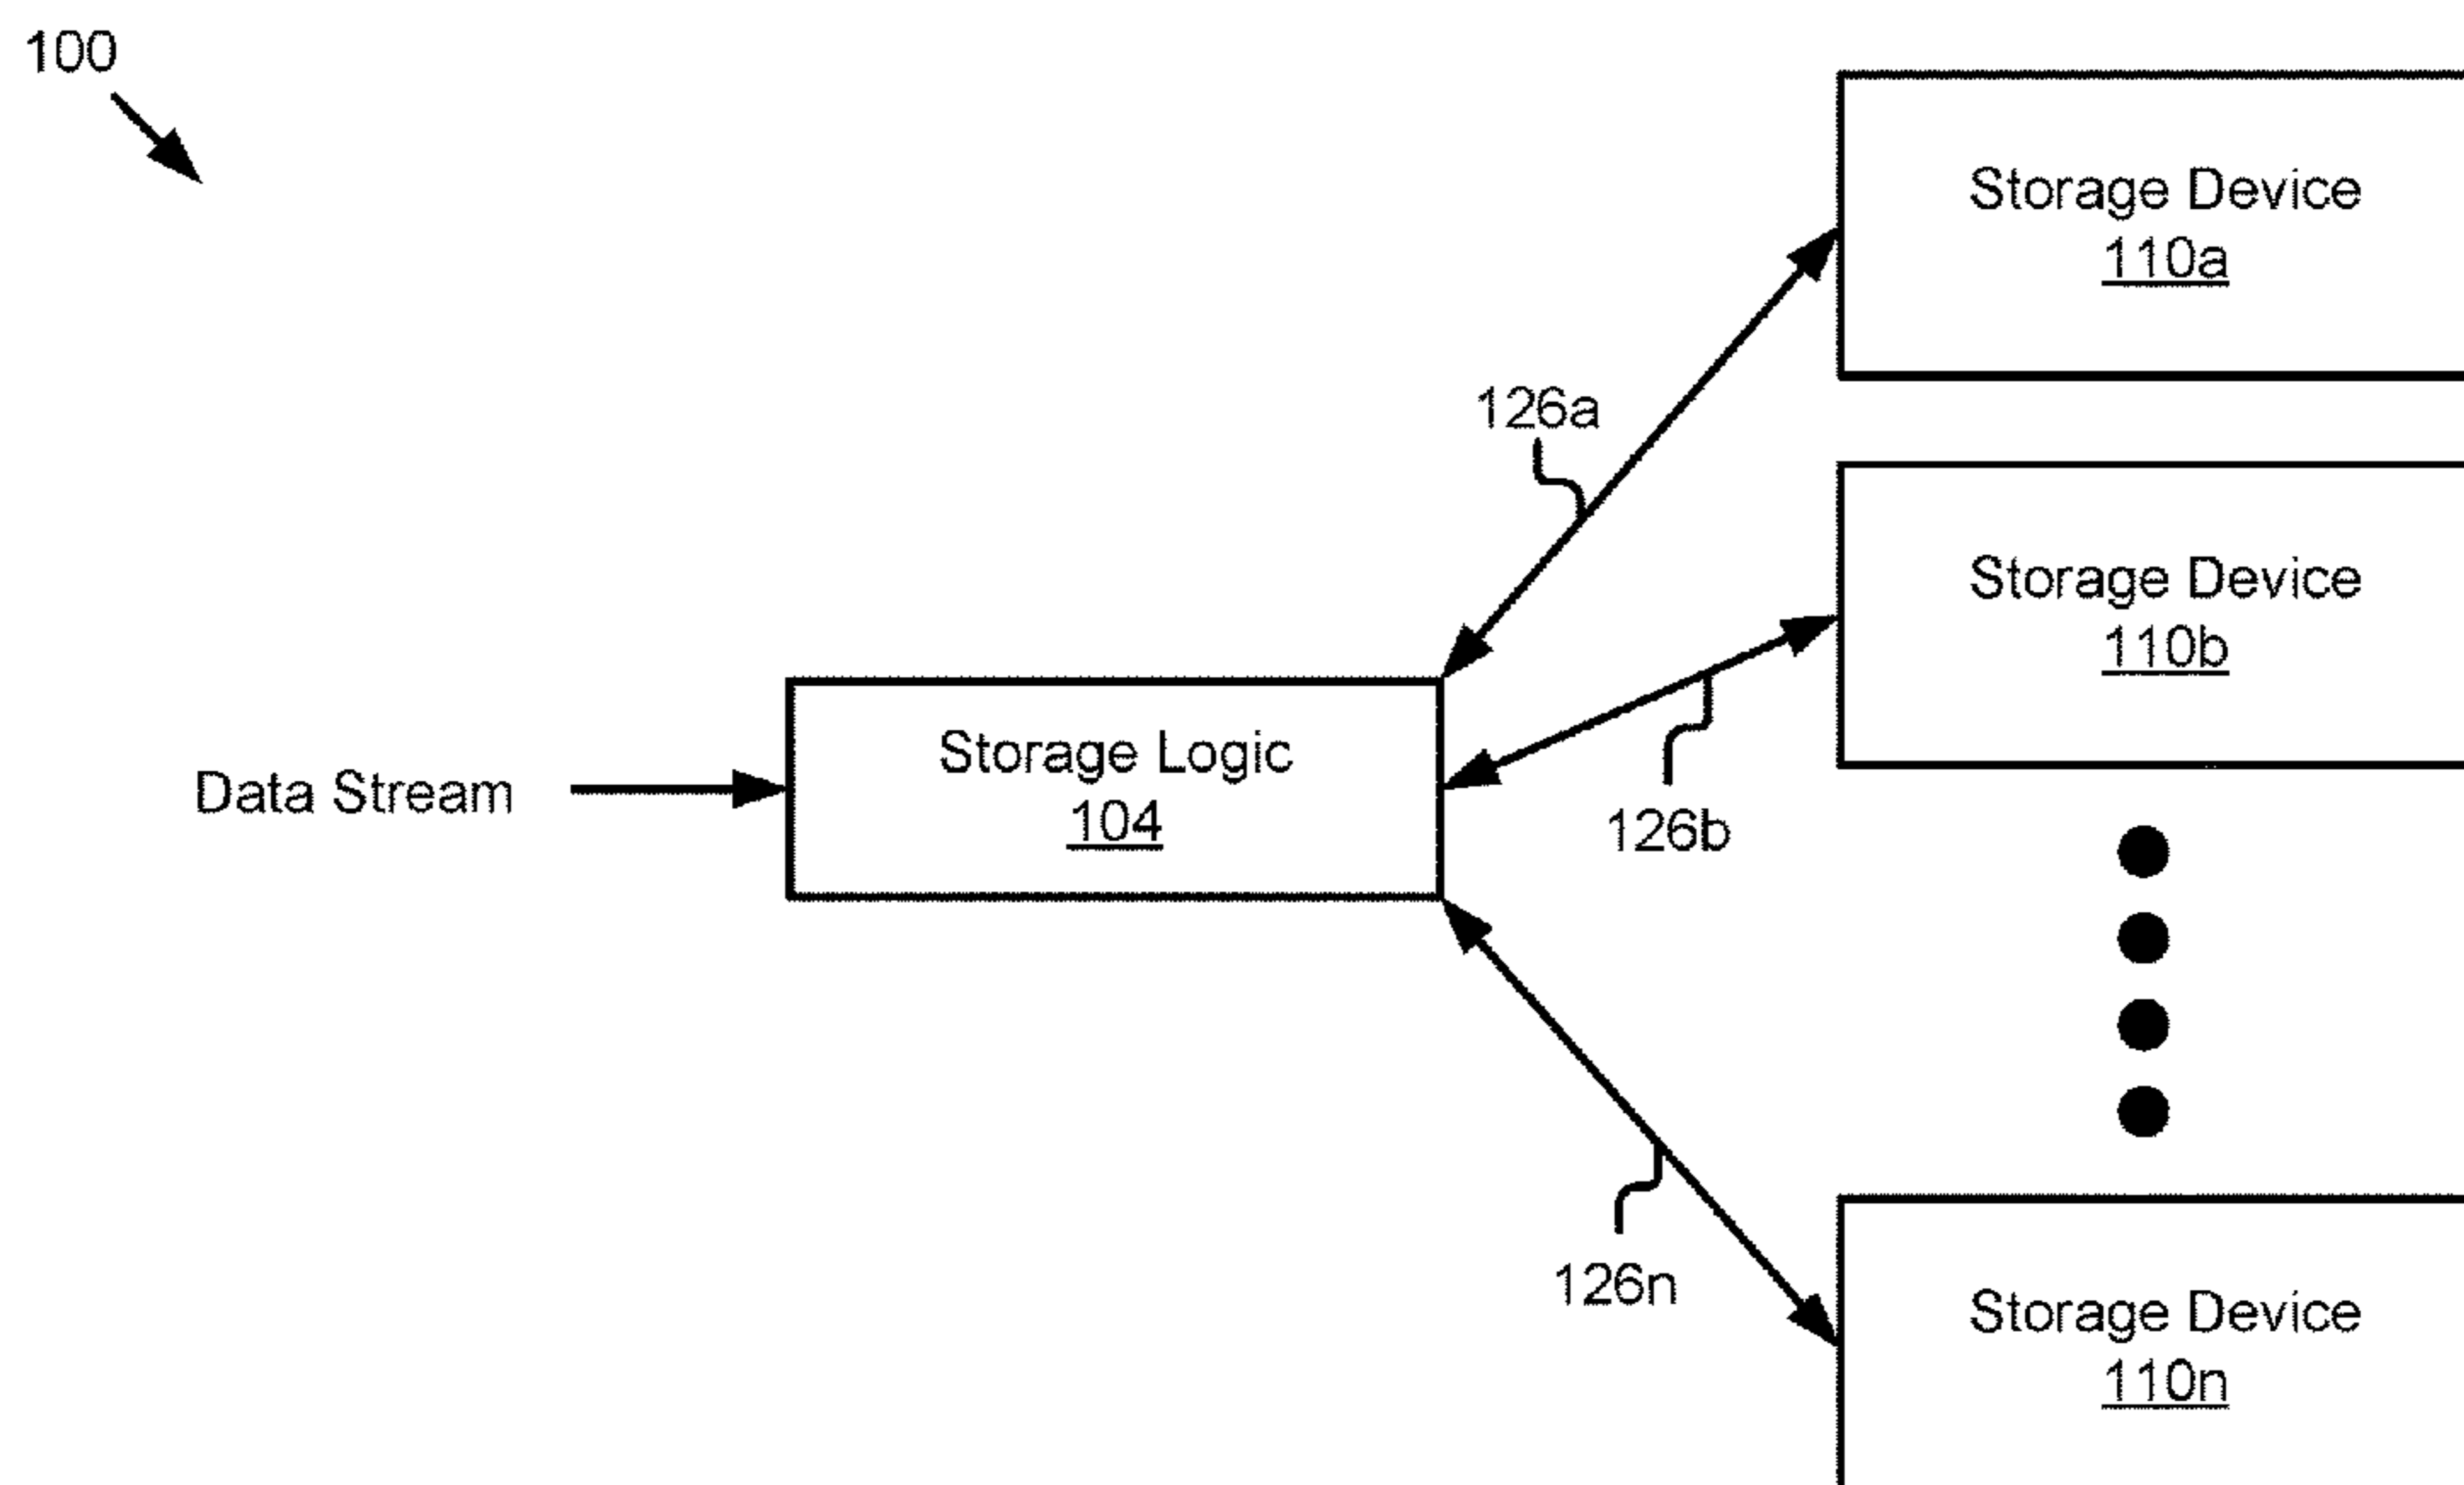 100
Storage Device
110a
126a
Storage Device
110b
Storage Logic
104
Data Stream
126b
126n
Storage Device
110n